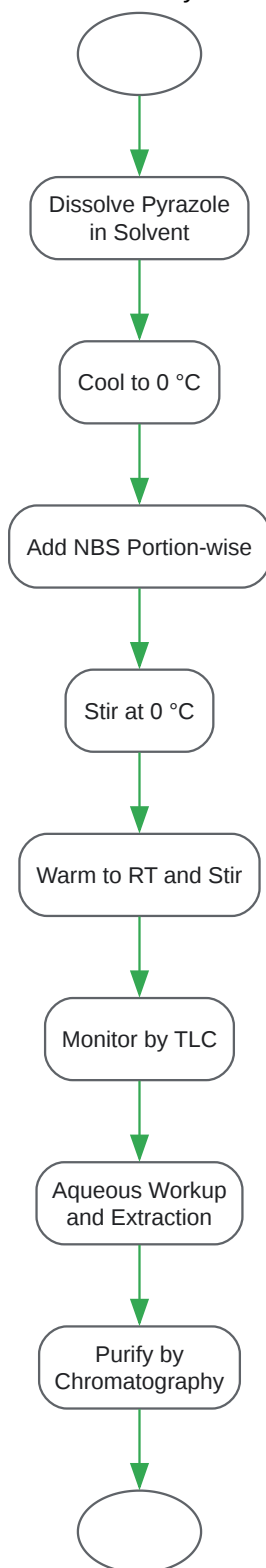 Dissolve Pyrazole
in Solvent
Cool to 0 °C
Add NBS Portion-wise
Stir at 0 °C
Warm to RT and Stir
Monitor by TLC
Aqueous Workup
and Extraction
Purify by
Chromatography